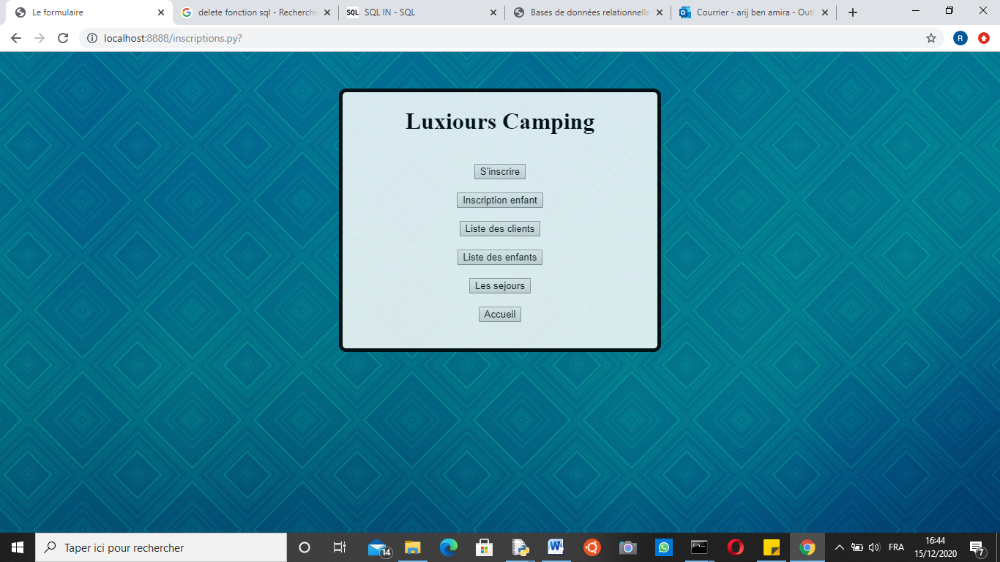 Le formulaire
delete fonction sql - Recherche
SQL
SQL IN - SQL
Bases de données relationnelle
Courrier - arij ben amira - Outl
localhost:8888/inscriptions.py?
R
Luxiours Camping
S'inscrire
Inscription enfant
Liste des clients
Liste des enfants
Les sejours
Accueil
Taper ici pour rechercher
14
FRA
16:44
15/12/2020
7